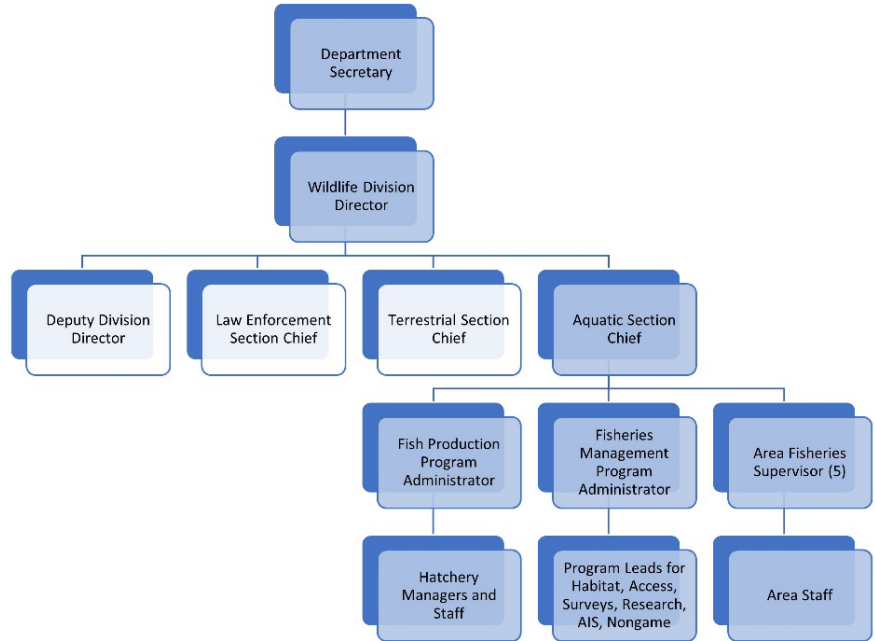 Department
Secretary
Wildlife Division
Director
Deputy Division
Director
Law Enforcement
Section Chief
Terrestrial Section
Chief
Aquatic Section
Chief
Fish Production
Program
Administrator
Fisheries
Management
Program
Administrator
Area Fisheries
Supervisor (5)
Hatchery
Managers and
Staff
Program Leads for
Habitat, Access,
Surveys, Research,
AIS, Nongame
Area Staff